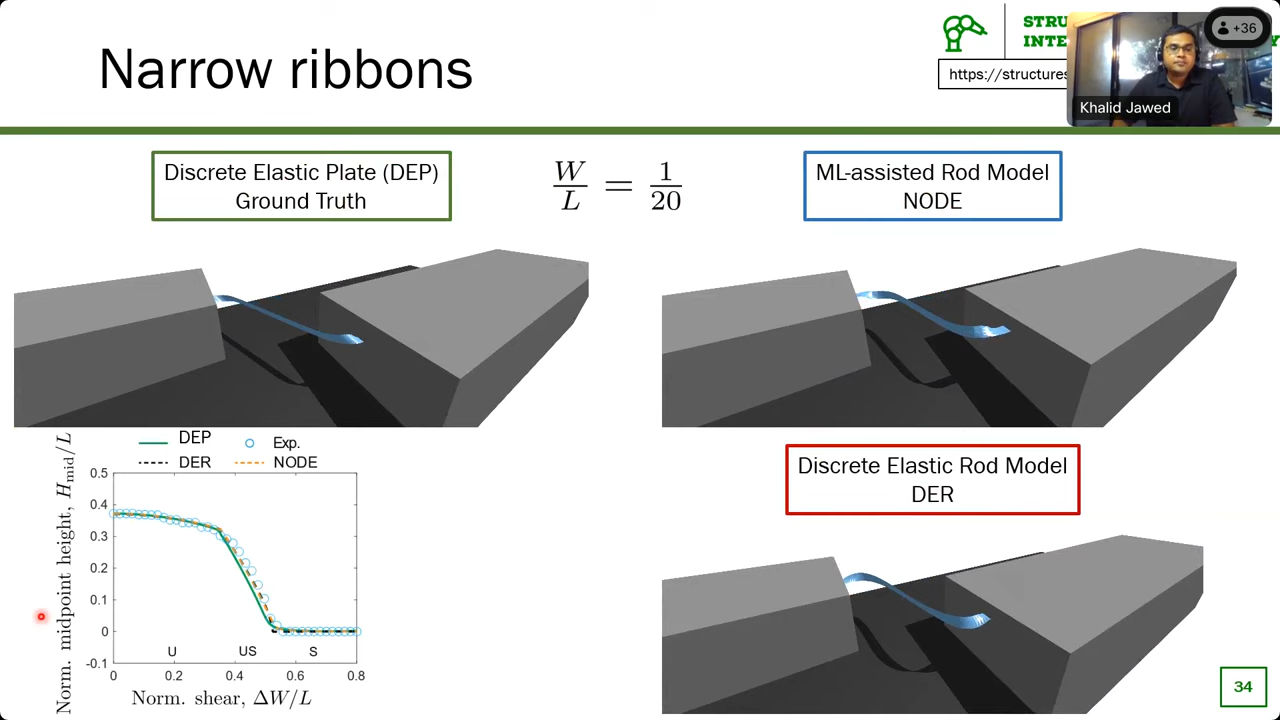 Narrow ribbons
STRU
INTE
https://structures
+36
Khalid Jawed
Discrete Elastic Plate (DEP)
Ground Truth
W/L = 1/20
ML-assisted Rod Model
NODE
DEP
Exp.
DER
NODE
Norm. midpoint height, H_mid/L
0.5
0.4
0.3
0.2
0.1
0
-0.1
U
US
S
0
0.2
0.4
0.6
0.8
Norm. shear, ΔW/L
Discrete Elastic Rod Model
DER
34